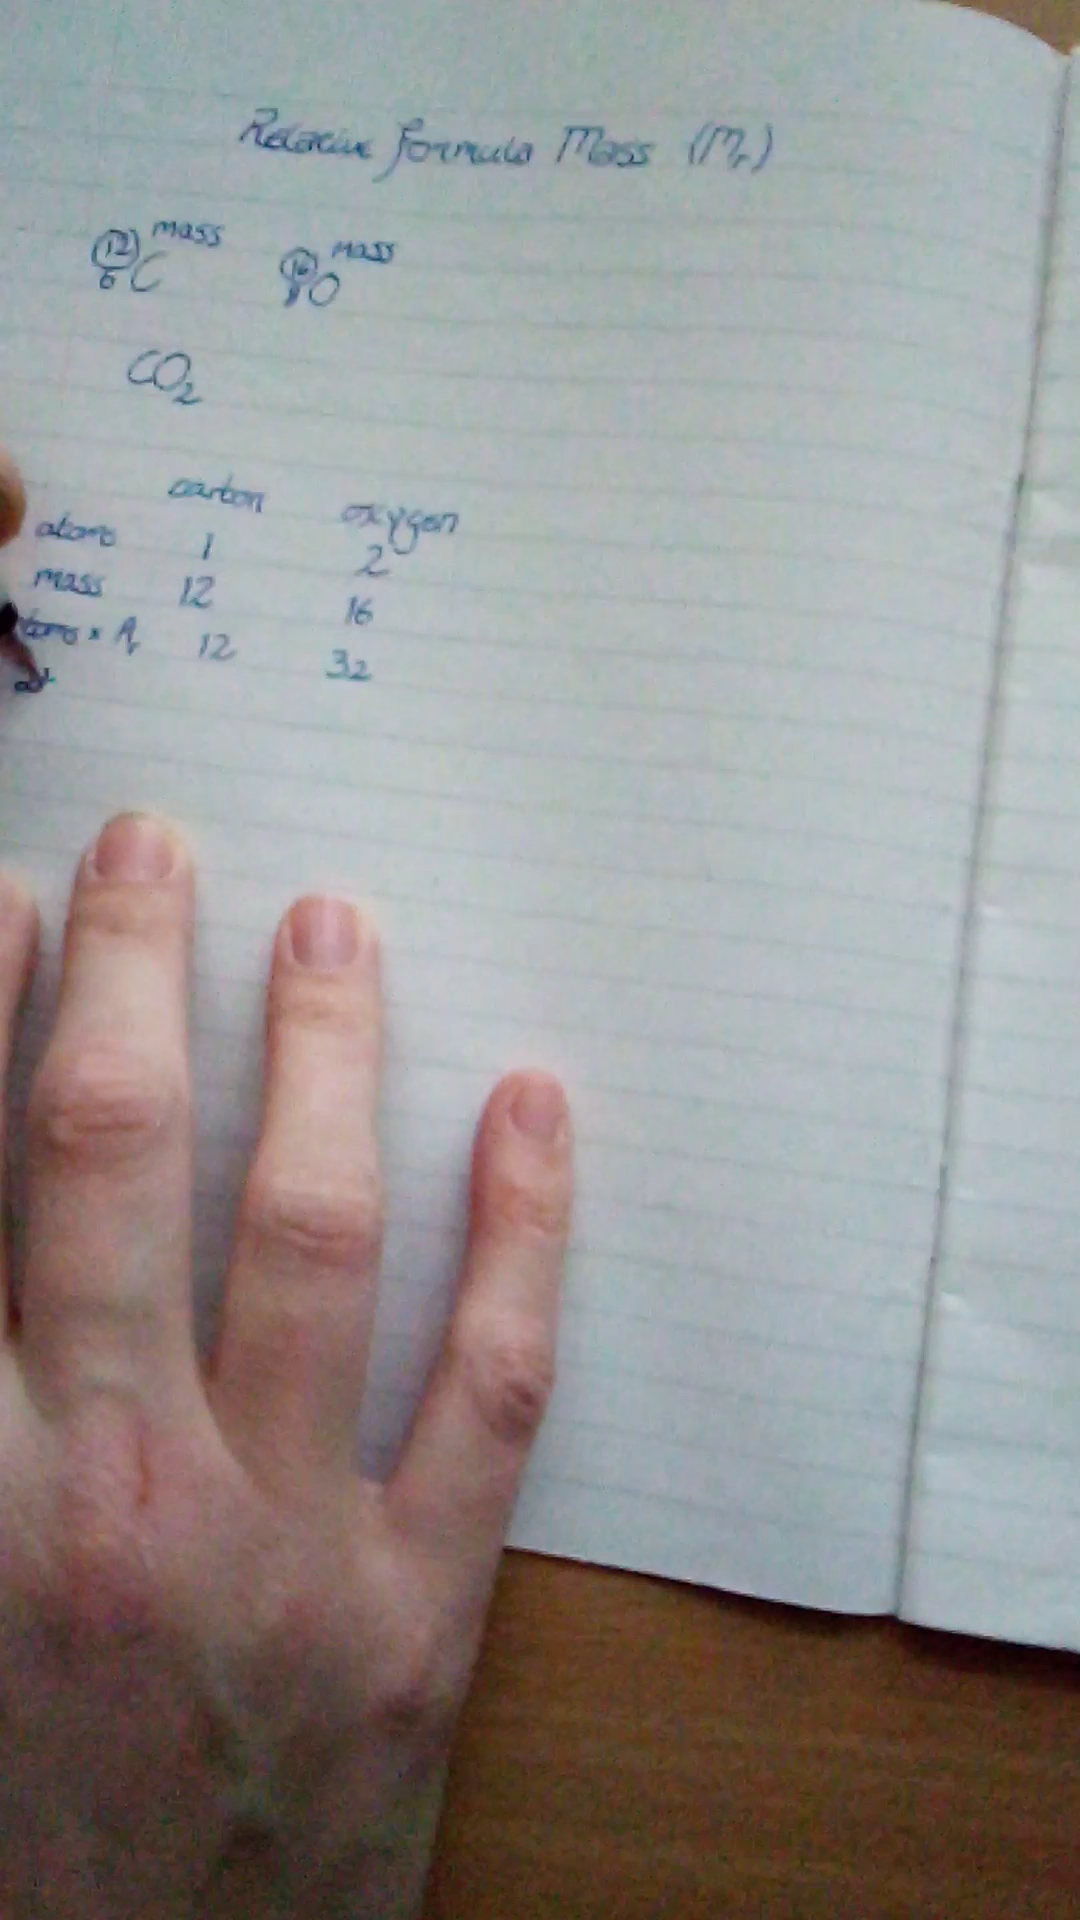 Relative formula Mass (Mr)
12 6 C mass 16 8 O mass
CO2
carbon oxygen
atoms 1 2
mass 12 16
atoms × Ar 12 32